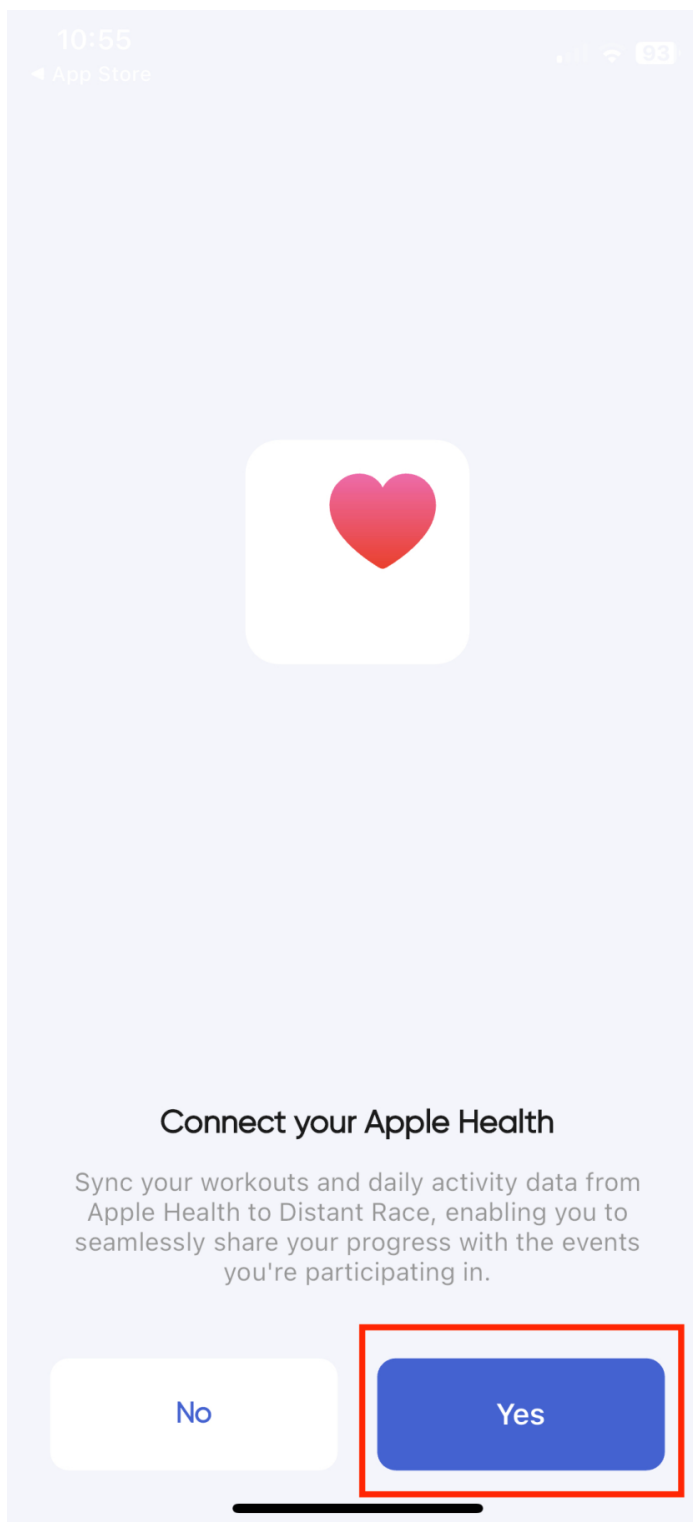 10:55
93
◀ App Store
Connect your Apple Health
Sync your workouts and daily activity data from
Apple Health to Distant Race, enabling you to
seamlessly share your progress with the events
you're participating in.
No
Yes